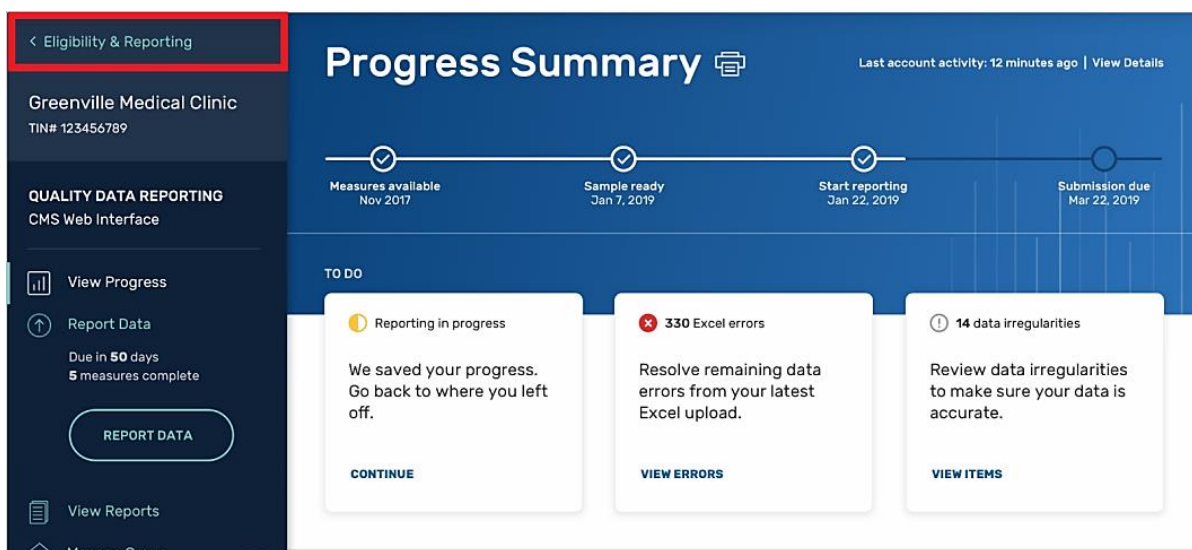 < Eligibility & Reporting
Greenville Medical Clinic
TIN# 123456789
QUALITY DATA REPORTING
CMS Web Interface
View Progress
Report Data
Due in 50 days
5 measures complete
REPORT DATA
View Reports
Progress Summary
Last account activity: 12 minutes ago | View Details
Measures available
Nov 2017
Sample ready
Jan 7, 2019
Start reporting
Jan 22, 2019
Submission due
Mar 22, 2019
TO DO
Reporting in progress
We saved your progress.
Go back to where you left
off.
CONTINUE
330 Excel errors
Resolve remaining data
errors from your latest
Excel upload.
VIEW ERRORS
14 data irregularities
Review data irregularities
to make sure your data is
accurate.
VIEW ITEMS